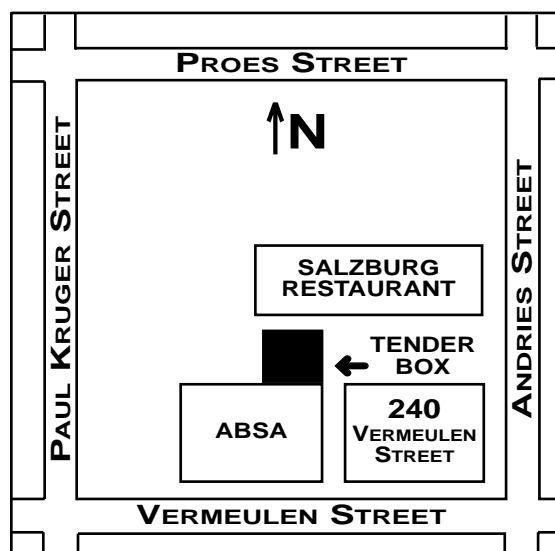 PROES STREET
N
PAUL KRUGER STREET
ANDRIES STREET
SALZBURG
RESTAURANT
TENDER
BOX
ABSA
240
VERMEULEN
STREET
VERMEULEN STREET